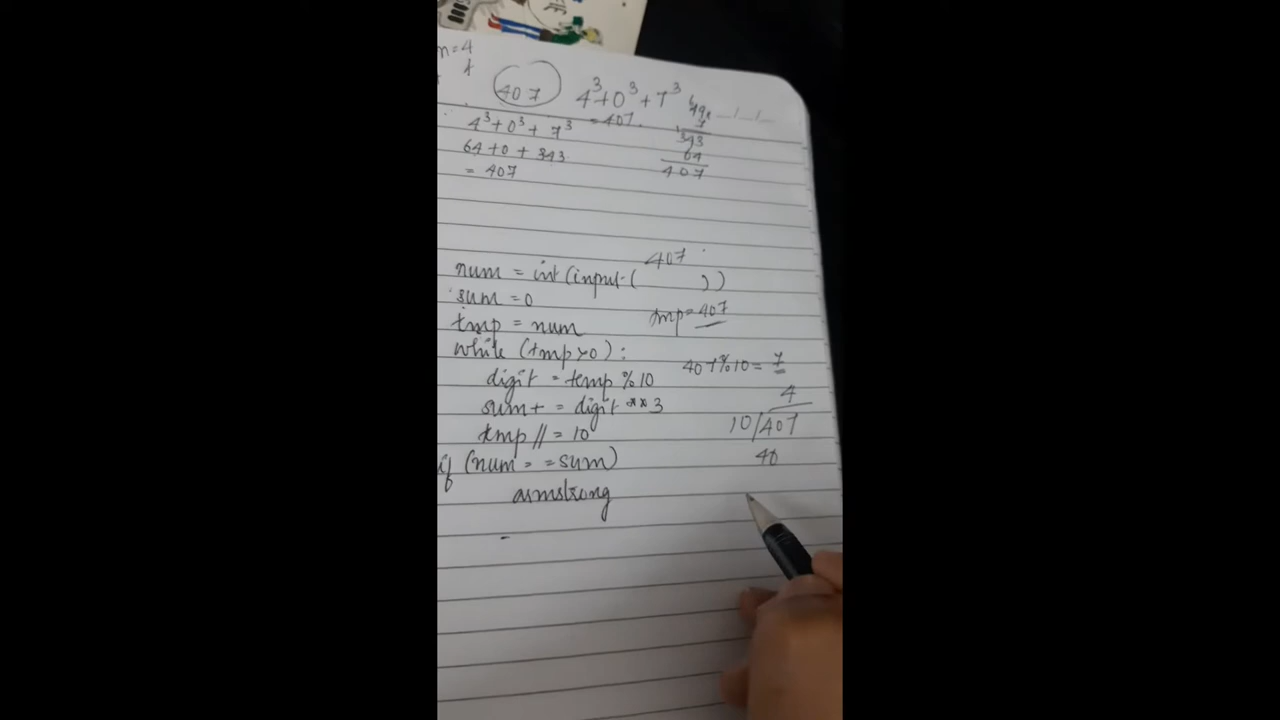 n=4
407 4³+0³+7³
4³+0³+7³ =407
343
64+0+343 64
= 407 407
407
num = int(input(          ))
sum = 0
tmp = num tmp=407
while (tmp>0):
407%10= 7
digit = temp % 10
4
sum+ = digit ** 3
10/407
tmp // = 10
40
if (num = =sum)
armstrong